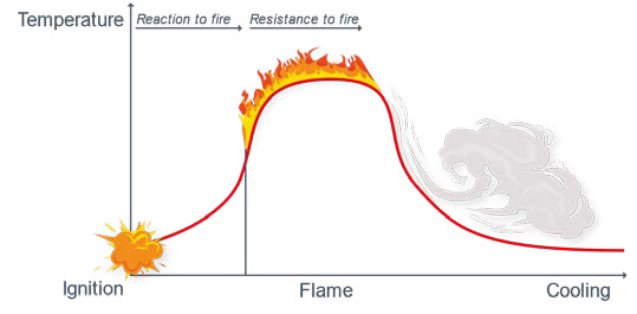 Temperature
Reaction to fire
Resistance to fire
Ignition
Flame
Cooling